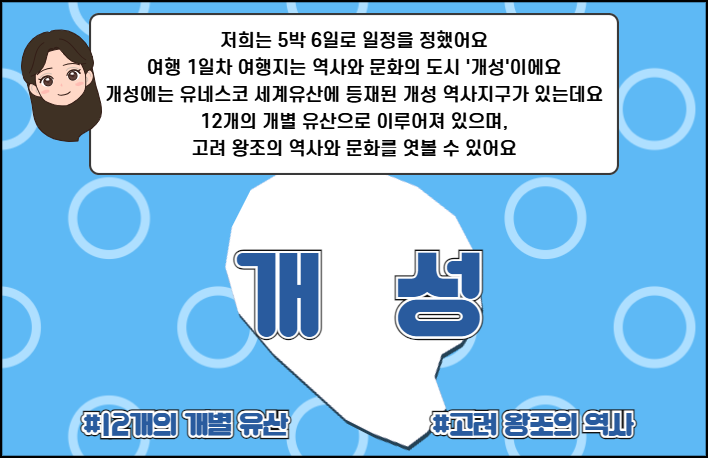 저희는 5박 6일로 일정을 정했어요
여행 1일차 여행지는 역사와 문화의 도시 '개성'이에요
개성에는 유네스코 세계유산에 등재된 개성 역사지구가 있는데요
12개의 개별 유산으로 이루어져 있으며,
고려 왕조의 역사와 문화를 엿볼 수 있어요
개 성
#12개의 개별 유산 #고려 왕조의 역사